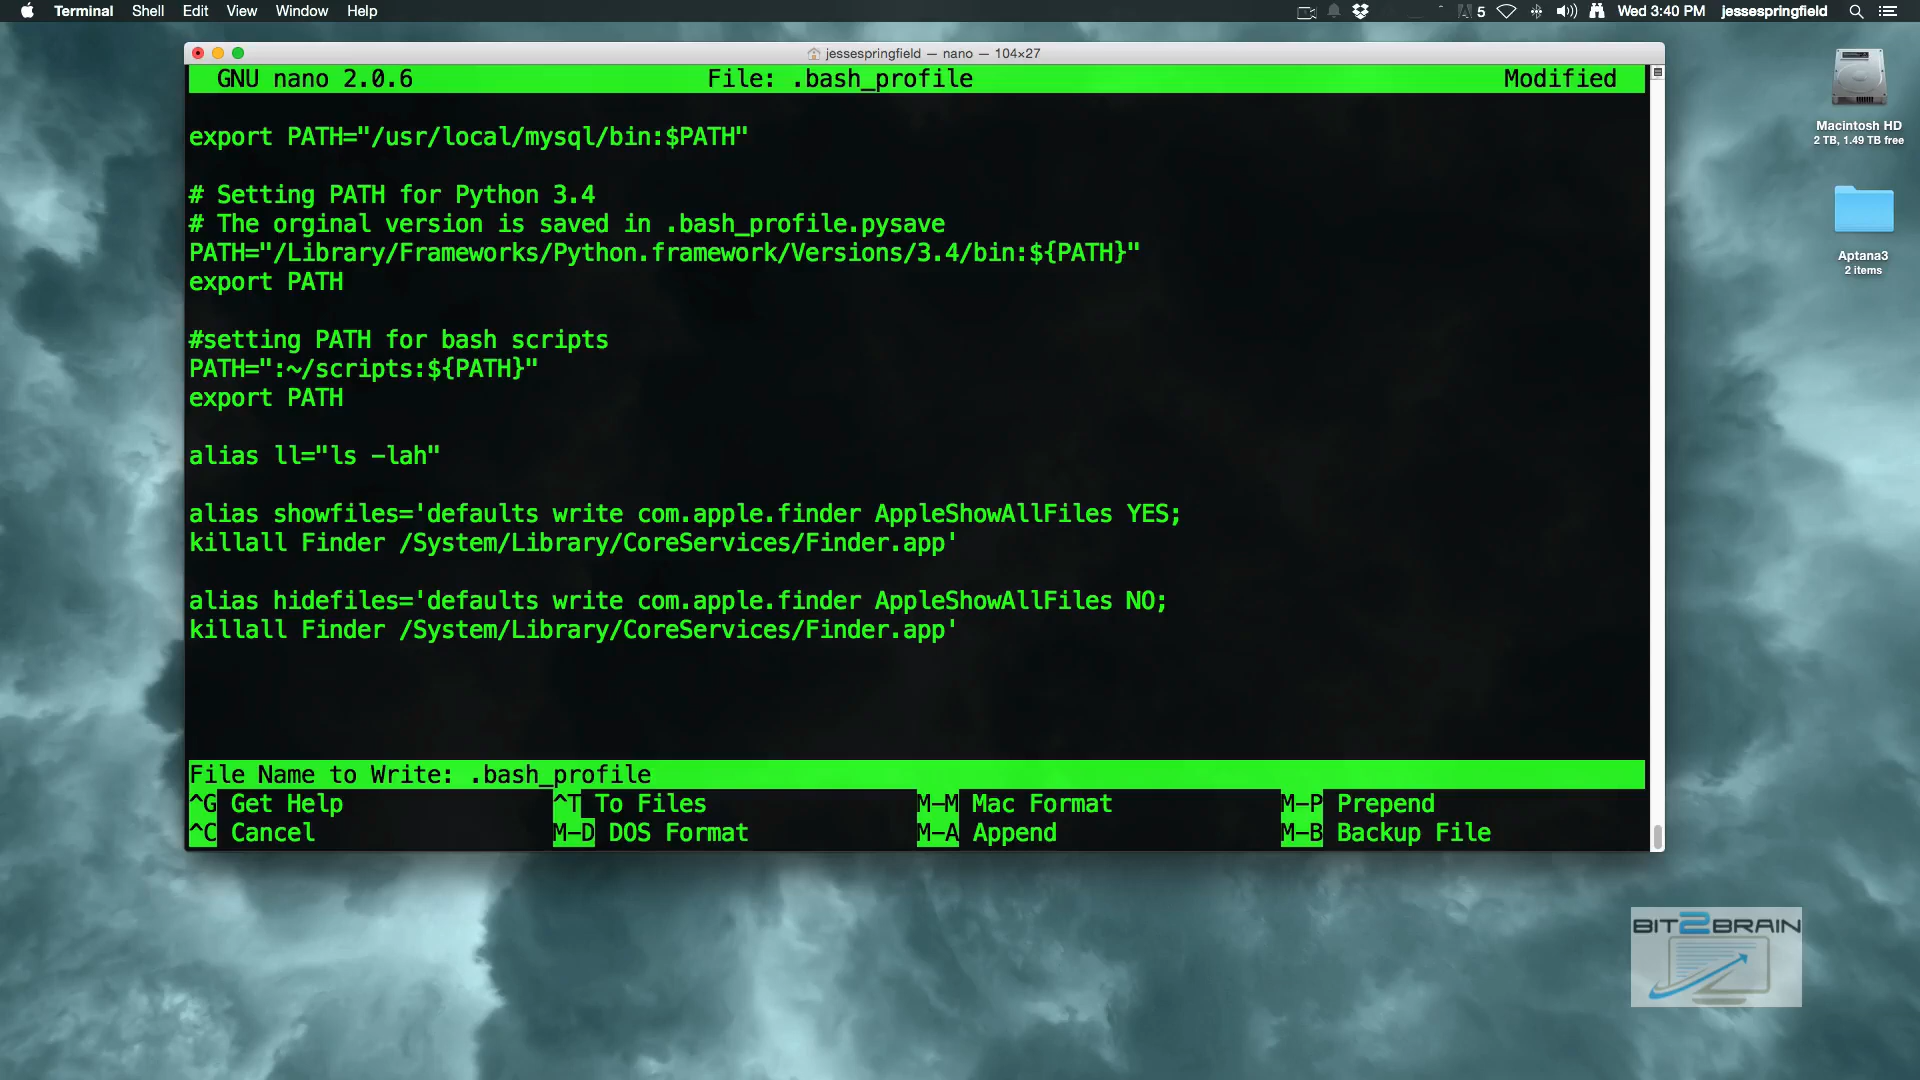 Terminal Shell Edit View Window Help 5 Wed 3:40 PM jessespringfield
jessespringfield — nano — 104×27
GNU nano 2.0.6 File: .bash_profile Modified
export PATH="/usr/local/mysql/bin:$PATH"
# Setting PATH for Python 3.4
# The orginal version is saved in .bash_profile.pysave
PATH="/Library/Frameworks/Python.framework/Versions/3.4/bin:${PATH}"
export PATH
#setting PATH for bash scripts
PATH=":~/scripts:${PATH}"
export PATH
alias ll="ls -lah"
alias showfiles='defaults write com.apple.finder AppleShowAllFiles YES;
killall Finder /System/Library/CoreServices/Finder.app'
alias hidefiles='defaults write com.apple.finder AppleShowAllFiles NO;
killall Finder /System/Library/CoreServices/Finder.app'
File Name to Write: .bash_profile
^G Get Help ^T To Files M-M Mac Format M-P Prepend
^C Cancel M-D DOS Format M-A Append M-B Backup File
Macintosh HD
2 TB, 1.49 TB free
Aptana3
2 items
BIT2BRAIN